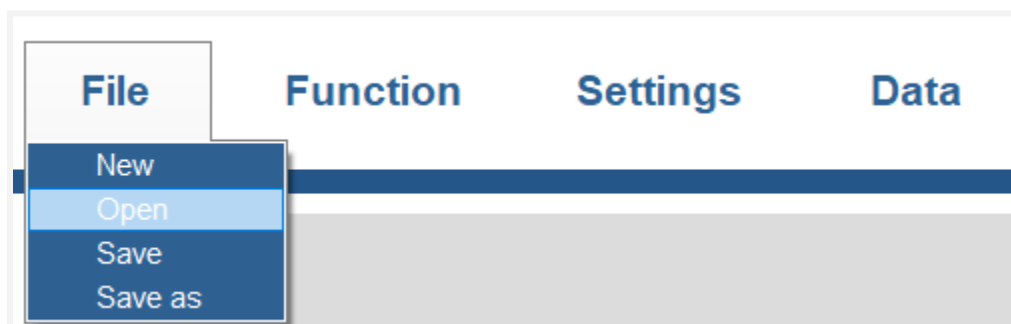 File Function Settings Data
New
Open
Save
Save as